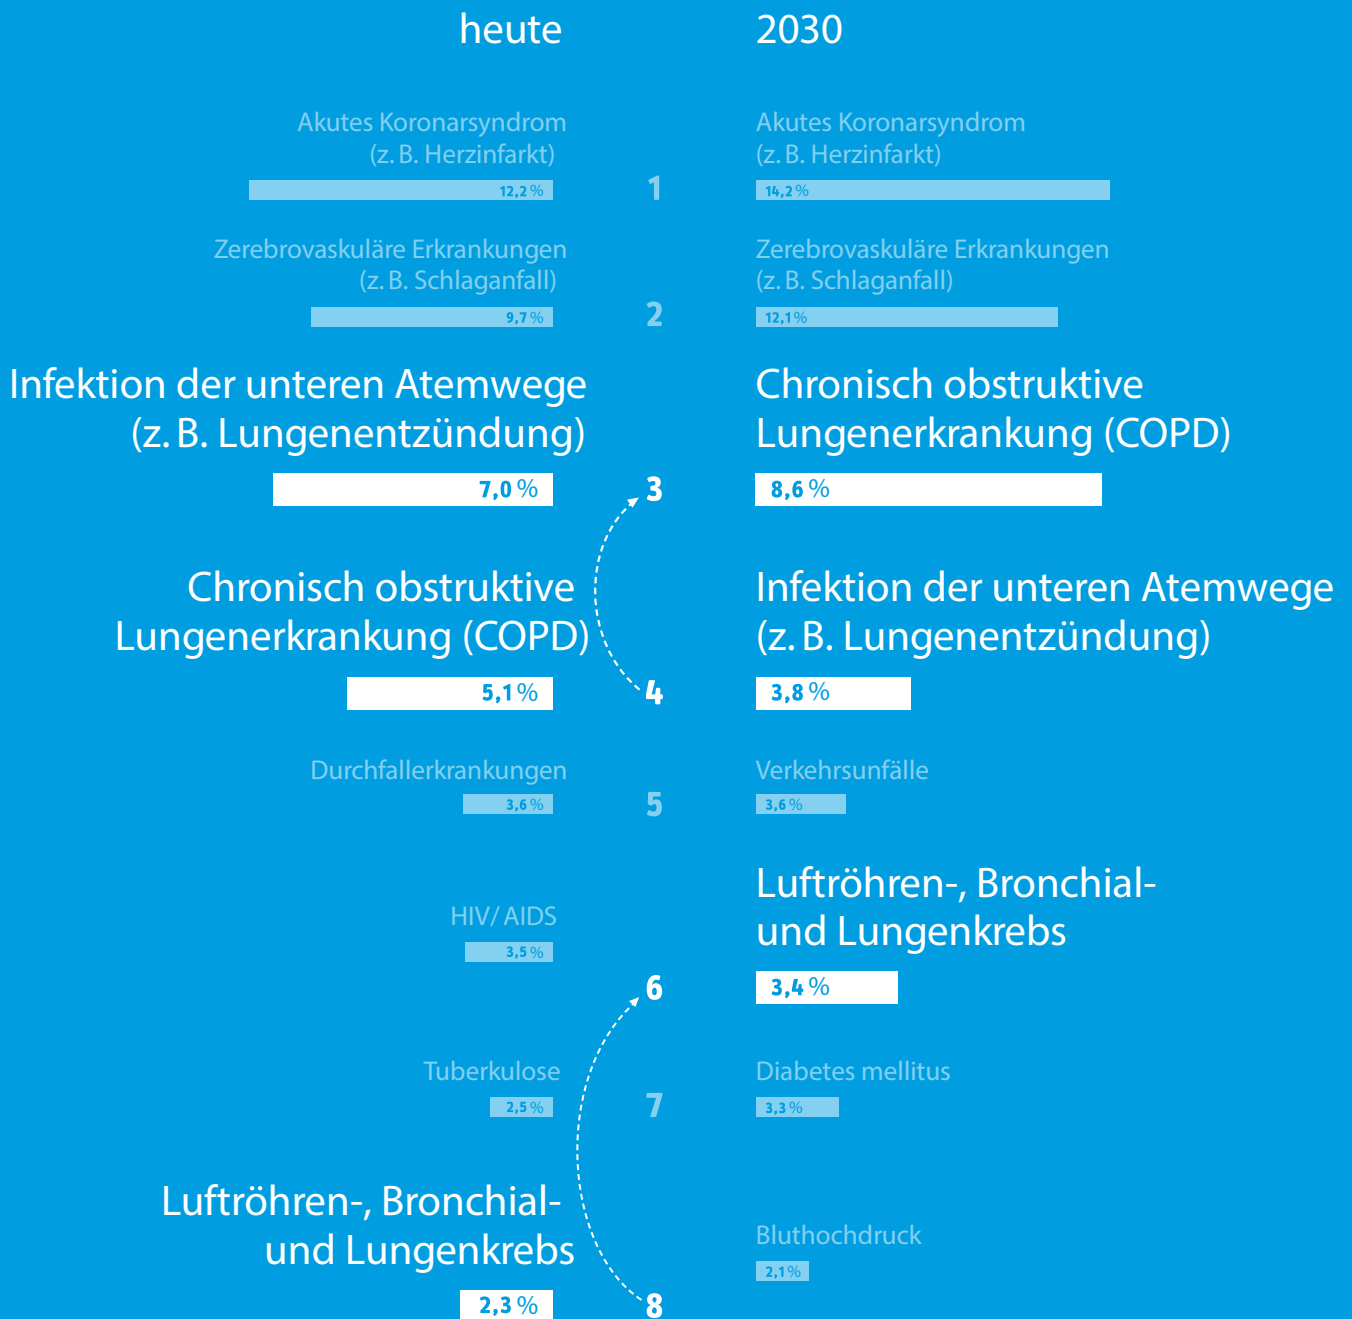 heute 2030
Akutes Koronarsyndrom
(z. B. Herzinfarkt)
12,2 %
1
Akutes Koronarsyndrom
(z. B. Herzinfarkt)
14,2 %
Zerebrovaskuläre Erkrankungen
(z. B. Schlaganfall)
9,7 %
2
Zerebrovaskuläre Erkrankungen
(z. B. Schlaganfall)
12,1 %
Infektion der unteren Atemwege
(z. B. Lungenentzündung)
7,0 %
3
Chronisch obstruktive
Lungenerkrankung (COPD)
8,6 %
Chronisch obstruktive
Lungenerkrankung (COPD)
5,1 %
4
Infektion der unteren Atemwege
(z. B. Lungenentzündung)
3,8 %
Durchfallerkrankungen
3,6 %
5
Verkehrsunfälle
3,6 %
HIV/ AIDS
3,5 %
6
Luftröhren-, Bronchial-
und Lungenkrebs
3,4 %
Tuberkulose
2,5 %
7
Diabetes mellitus
3,3 %
Luftröhren-, Bronchial-
und Lungenkrebs
2,3 %
8
Bluthochdruck
2,1 %